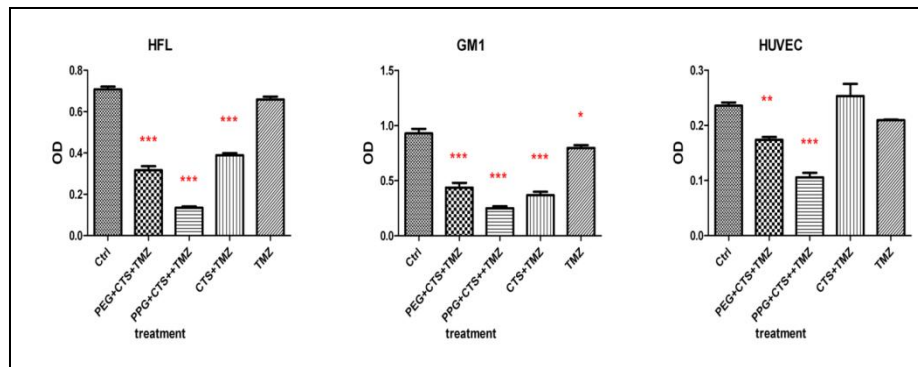 HFL
OD
0.8
0.6
0.4
0.2
0.0
***
***
***
Ctrl
PEG+CTS+TMZ
PPG+CTS++TMZ
CTS+TMZ
TMZ
treatment
GM1
OD
1.5
1.0
0.5
0.0
***
***
***
*
Ctrl
PEG+CTS+TMZ
PPG+CTS++TMZ
CTS+TMZ
TMZ
treatment
HUVEC
OD
0.3
0.2
0.1
0.0
**
***
Ctrl
PEG+CTS+TMZ
PPG+CTS++TMZ
CTS+TMZ
TMZ
treatment